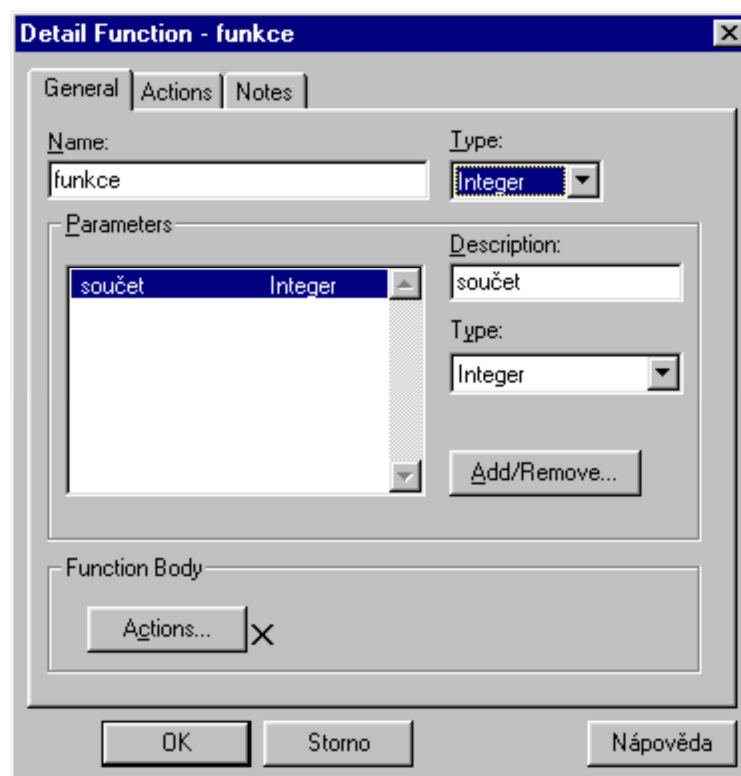 Detail Function - funkce
General Actions Notes
Name:
Type:
funkce
Integer
Parameters
Description:
součet Integer
součet
Type:
Integer
Add/Remove...
Function Body
Actions...
OK Storno Nápověda